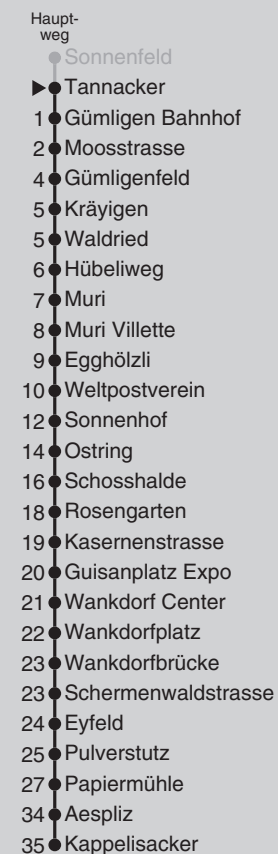 Haupt-
weg
Sonnenfeld
Tannacker
1 Gümligen Bahnhof
2 Moosstrasse
4 Gümligenfeld
5 Kräyigen
5 Waldried
6 Hübeliweg
7 Muri
8 Muri Villette
9 Egghölzli
10 Weltpostverein
12 Sonnenhof
14 Ostring
16 Schosshalde
18 Rosengarten
19 Kasernenstrasse
20 Guisanplatz Expo
21 Wankdorf Center
22 Wankdorfplatz
23 Wankdorfbrücke
23 Schermenwaldstrasse
24 Eyfeld
25 Pulverstutz
27 Papiermühle
34 Aespliz
35 Kappelisacker